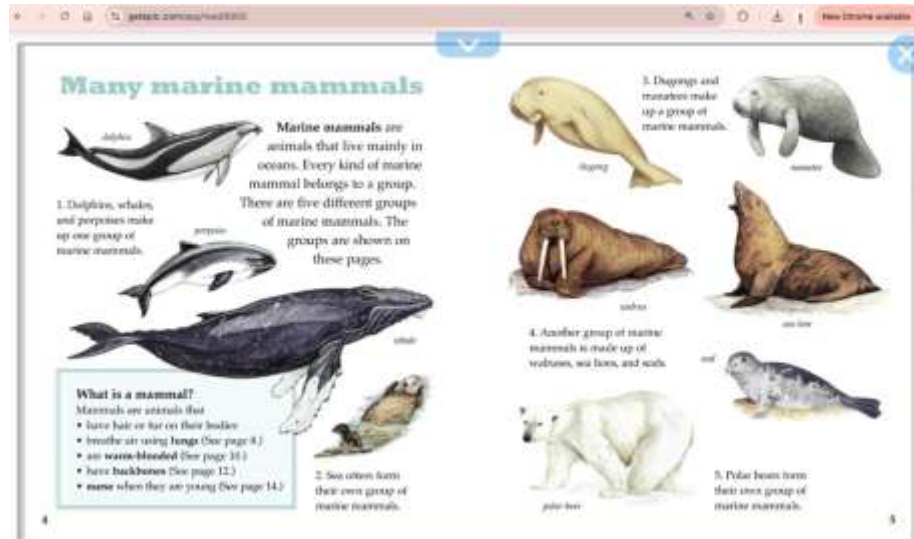 New Chrome available
Many marine mammals
dolphin
Marine mammals are
animals that live mainly in
oceans. Every kind of marine
mammal belongs to a group.
There are five different groups
of marine mammals. The
groups are shown on
these pages.
1. Dolphins, whales,
and porpoises make
up one group of
marine mammals.
porpoise
whale
What is a mammal?
Mammals are animals that
• have hair or fur on their bodies
• breathe air using lungs (See page 8.)
• are warm-blooded (See page 10.)
• have backbones (See page 12.)
• nurse when they are young (See page 14.)
2. Sea otters form
their own group of
marine mammals.
4
3. Dugongs and
manatees make
up a group of
marine mammals.
dugong
manatee
walrus
sea lion
4. Another group of marine
mammals is made up of
walruses, sea lions, and seals.
seal
polar bear
5. Polar bears form
their own group of
marine mammals.
5